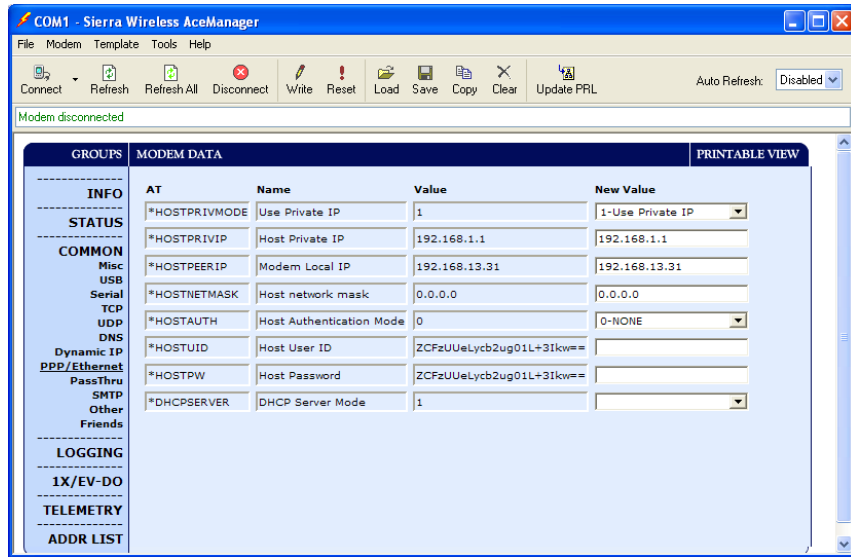 COM1 - Sierra Wireless AceManager
File Modem Template Tools Help
Connect Refresh Refresh All Disconnect Write Reset Load Save Copy Clear Update PRL Auto Refresh: Disabled
Modem disconnected
GROUPS MODEM DATA PRINTABLE VIEW
INFO
STATUS
COMMON
Misc
USB
Serial
TCP
UDP
DNS
Dynamic IP
PPP/Ethernet
PassThru
SMTP
Other
Friends
LOGGING
1X/EV-DO
TELEMETRY
ADDR LIST
AT Name Value New Value
*HOSTPRIVMODE Use Private IP 1 1-Use Private IP
*HOSTPRIVIP Host Private IP 192.168.1.1 192.168.1.1
*HOSTPEERIP Modem Local IP 192.168.13.31 192.168.13.31
*HOSTNETMASK Host network mask 0.0.0.0 0.0.0.0
*HOSTAUTH Host Authentication Mode 0 0-NONE
*HOSTUID Host User ID ZCFzUUeLycb2ug01L+3Ikw==
*HOSTPW Host Password ZCFzUUeLycb2ug01L+3Ikw==
*DHCPSERVER DHCP Server Mode 1